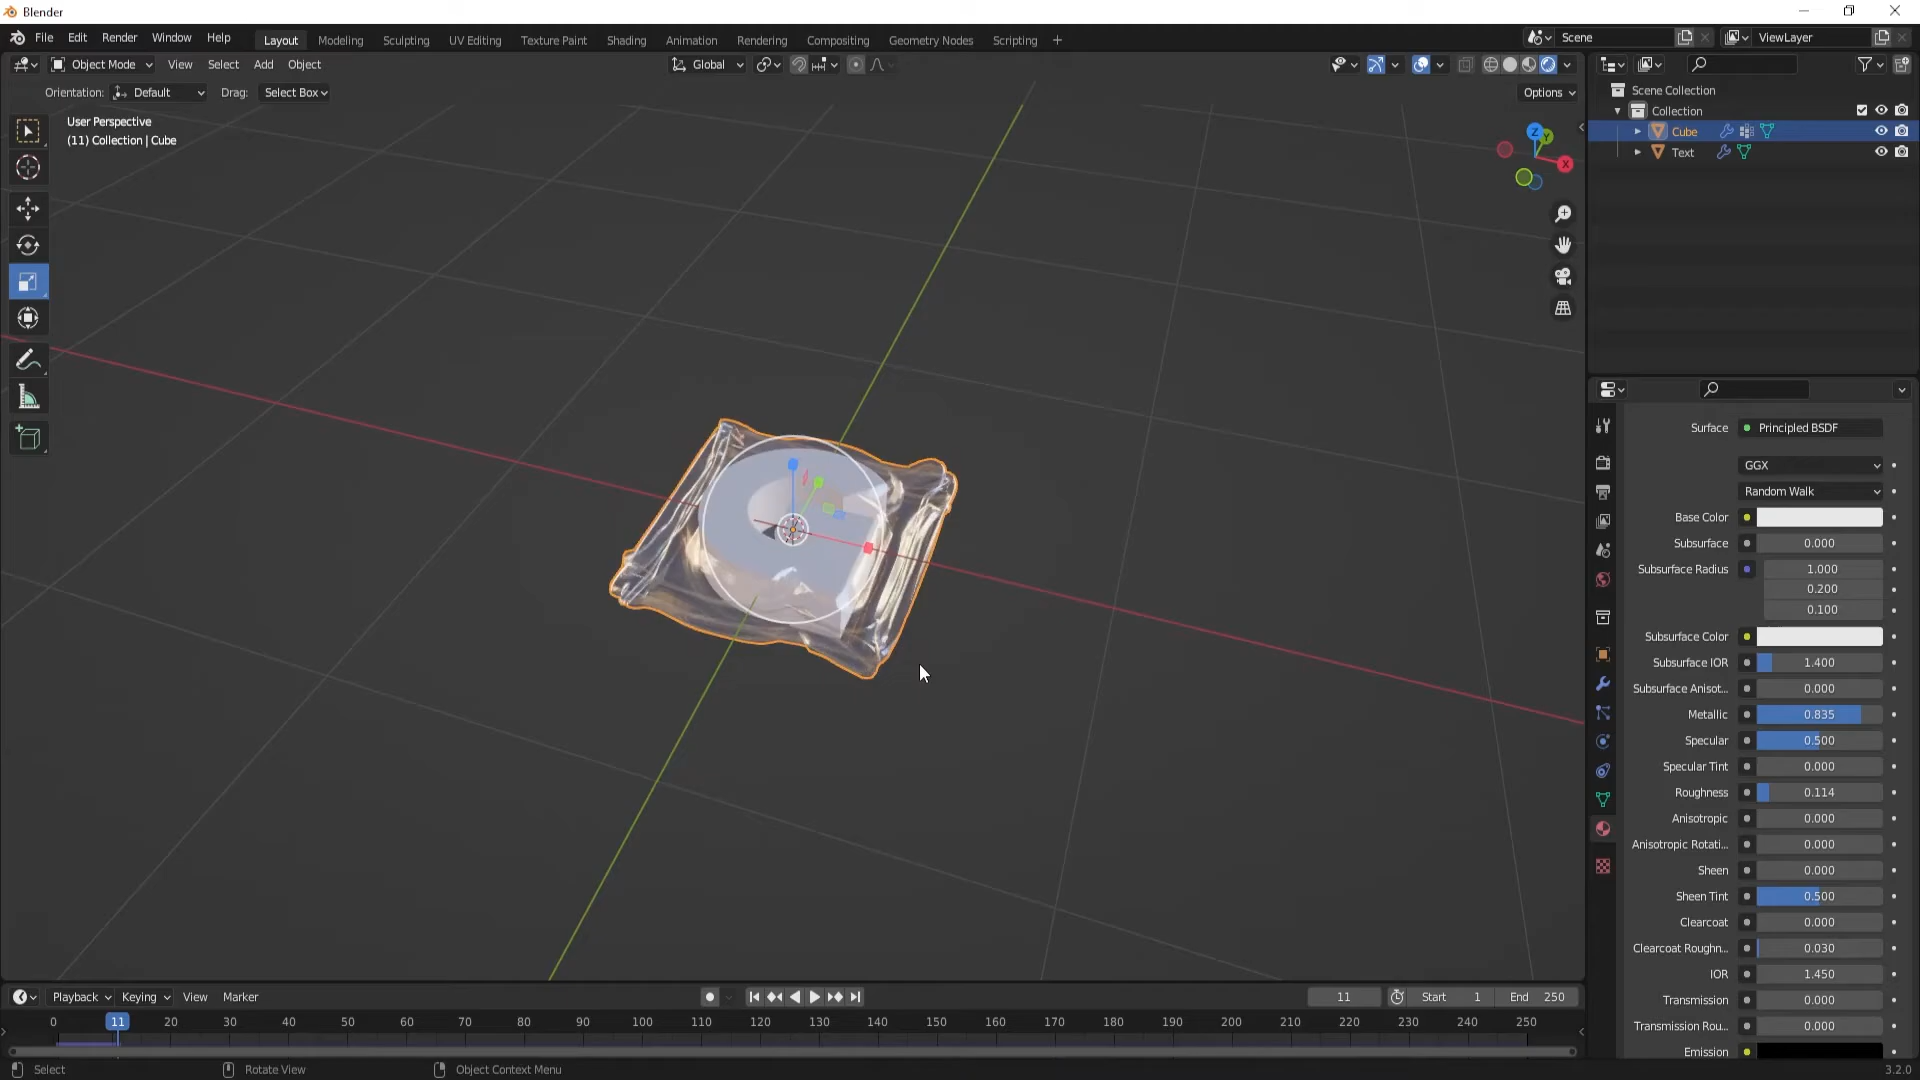 Blender
File Edit Render Window Help Layout Modeling Sculpting UV Editing Texture Paint Shading Animation Rendering Compositing Geometry Nodes Scripting + Scene ViewLayer
Object Mode View Select Add Object Global
Orientation: Default Drag: Select Box Options
User Perspective
(11) Collection | Cube
Z
Y
X
Scene Collection
Collection
Cube
Text
Surface Principled BSDF
GGX
Random Walk
Base Color
Subsurface 0.000
Subsurface Radius 1.000
0.200
0.100
Subsurface Color
Subsurface IOR 1.400
Subsurface Anisot... 0.000
Metallic 0.835
Specular 0.500
Specular Tint 0.000
Roughness 0.114
Anisotropic 0.000
Anisotropic Rotati... 0.000
Sheen 0.000
Sheen Tint 0.500
Clearcoat 0.000
Clearcoat Roughn... 0.030
IOR 1.450
Transmission 0.000
Transmission Rou... 0.000
Emission
Playback Keying View Marker 11 Start 1 End 250
0 11 20 30 40 50 60 70 80 90 100 110 120 130 140 150 160 170 180 190 200 210 220 230 240 250
Select Rotate View Object Context Menu 3.2.0